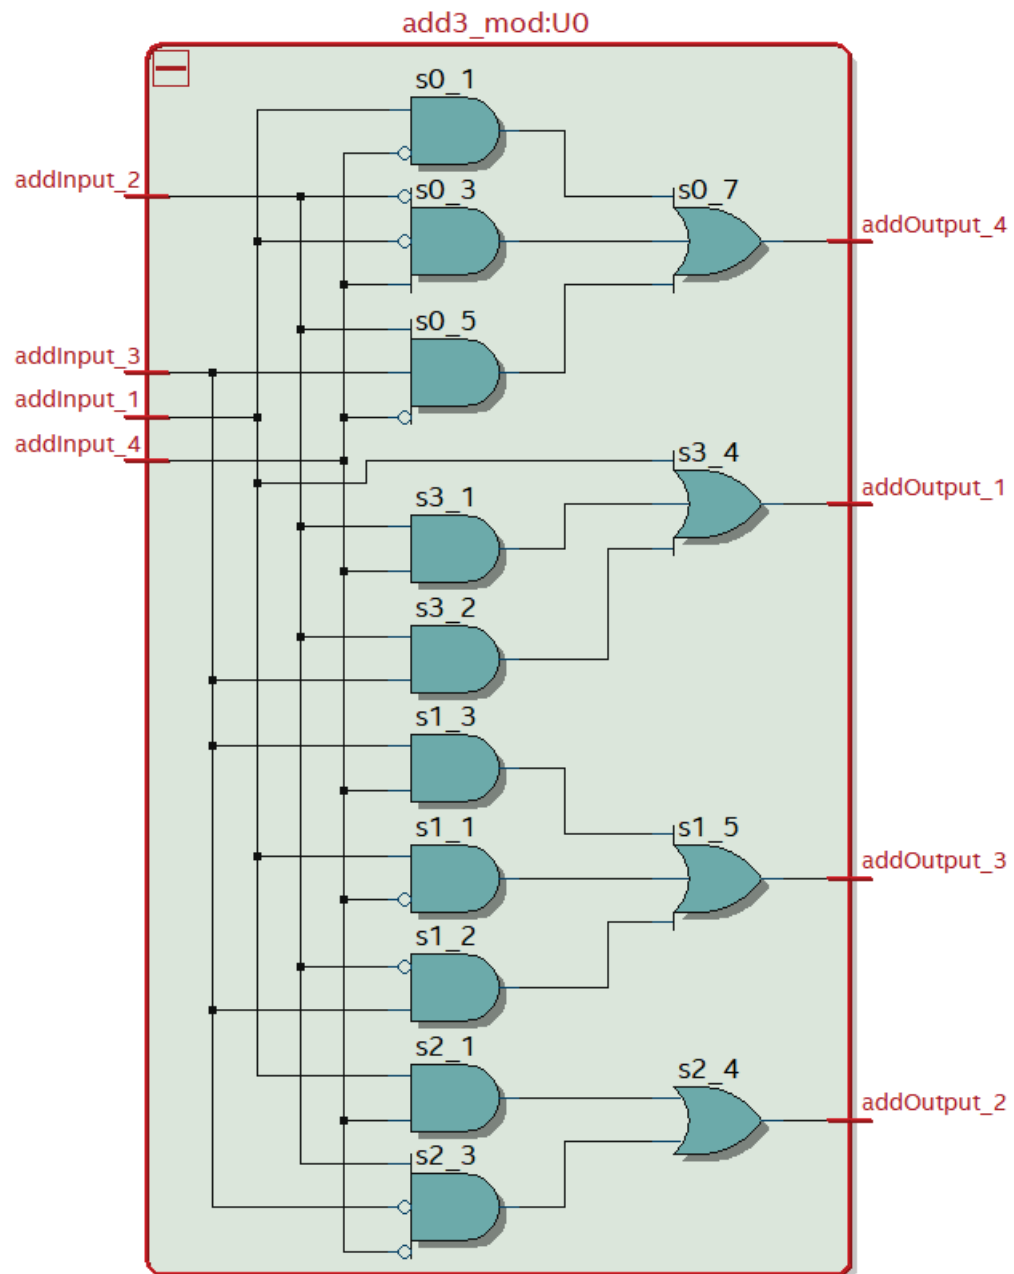 add3_mod:U0
s0_1
addInput_2
s0_3
s0_7
addOutput_4
s0_5
addInput_3
addInput_1
addInput_4
s3_4
addOutput_1
s3_1
s3_2
s1_3
s1_1
s1_5
addOutput_3
s1_2
s2_1
s2_4
addOutput_2
s2_3